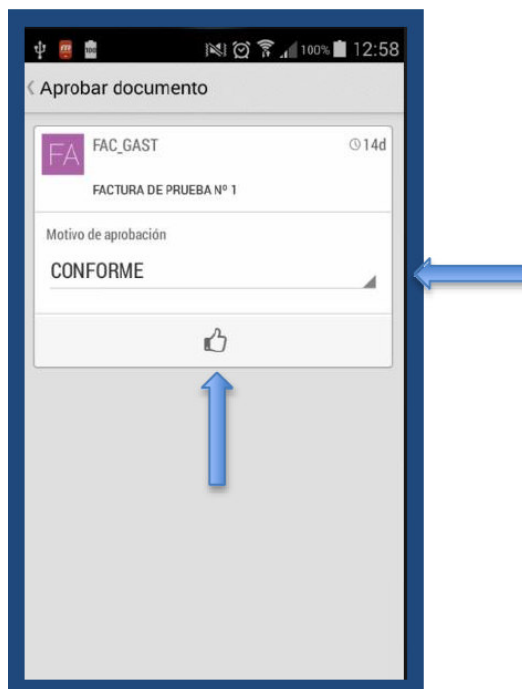 100% 12:58
Aprobar documento
FA
FAC_GAST
14d
FACTURA DE PRUEBA Nº 1
Motivo de aprobación
CONFORME